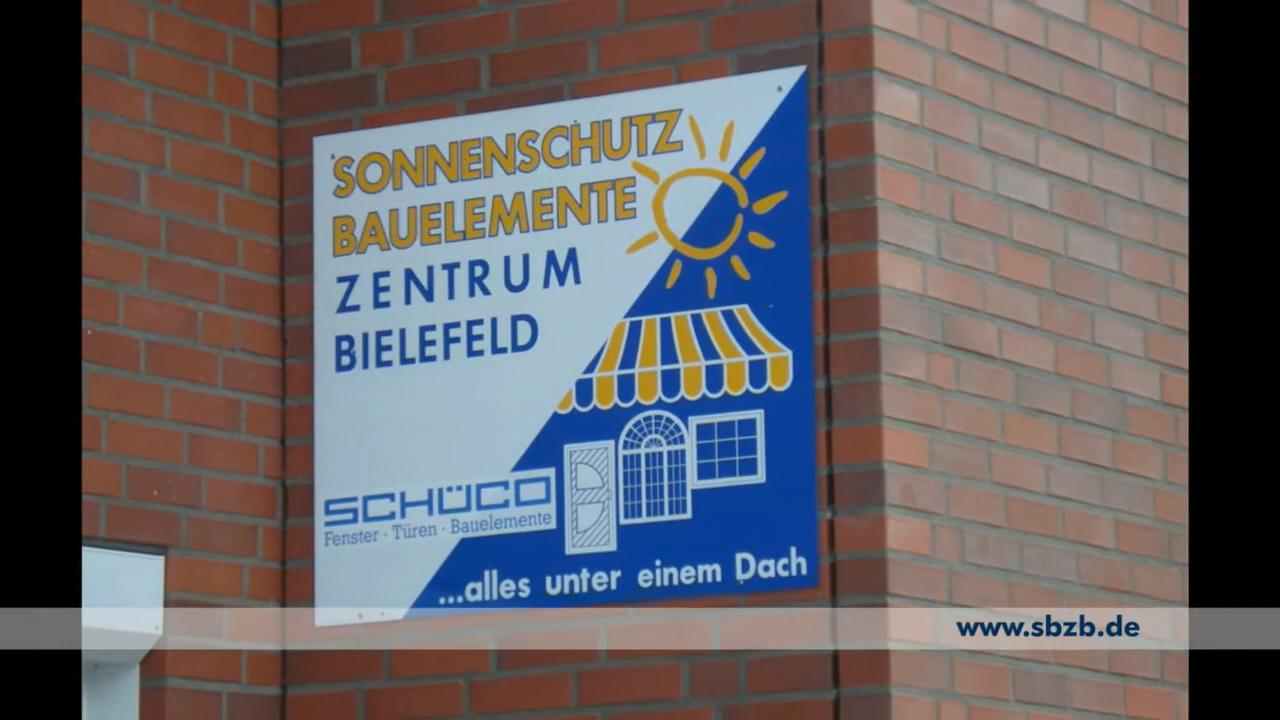 SONNENSCHUTZ
BAUELEMENTE
ZENTRUM
BIELEFELD
SCHÜCO
Fenster · Türen · Bauelemente
...alles unter einem Dach
www.sbzb.de